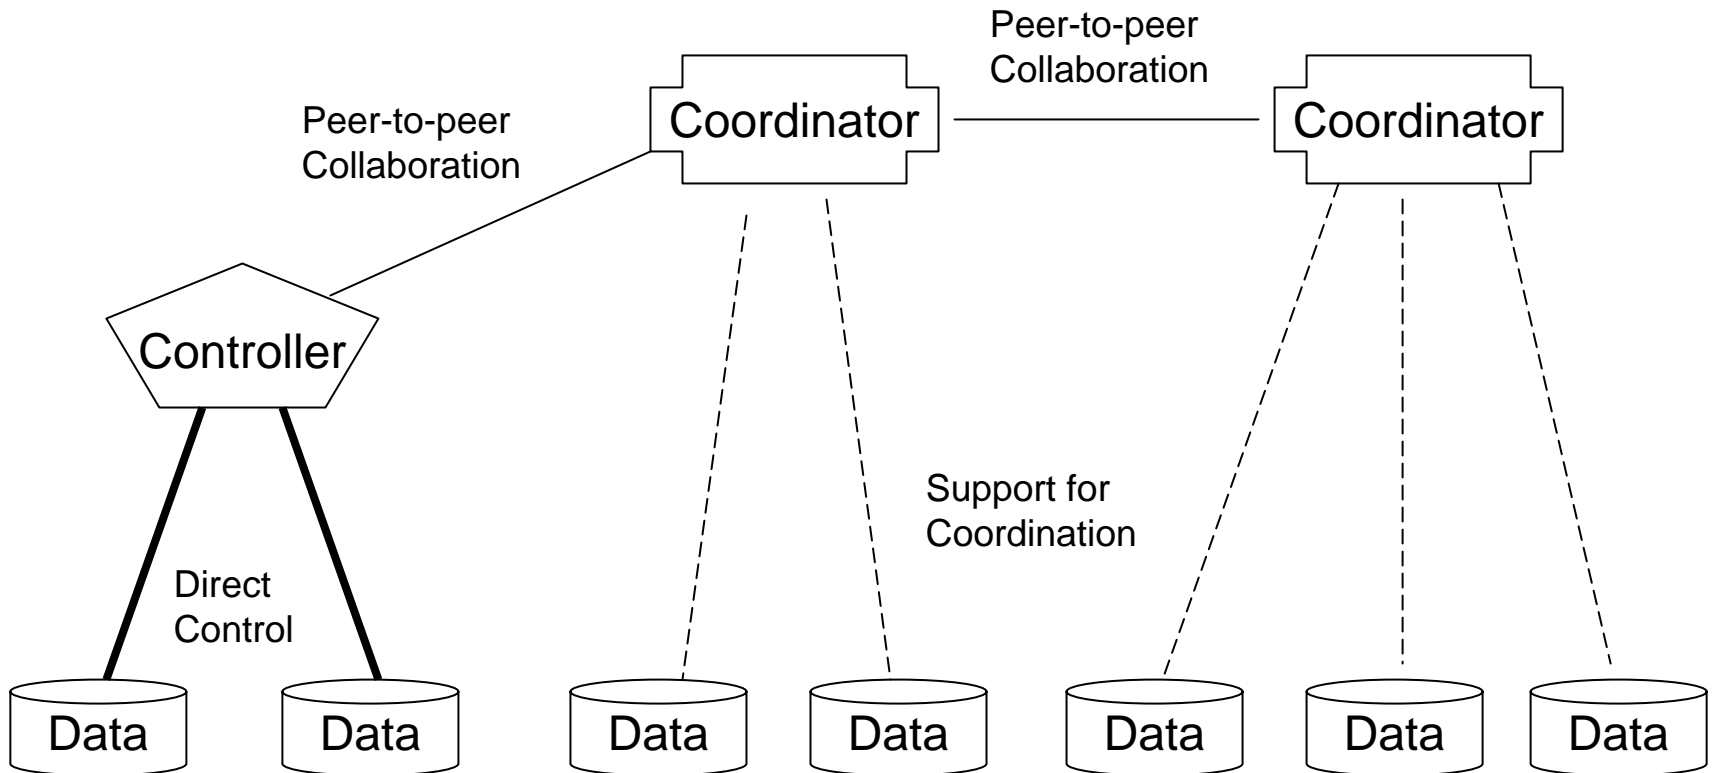 Peer-to-peer
Collaboration
Peer-to-peer
Collaboration
Coordinator
Coordinator
Controller
Support for
Coordination
Direct
Control
Data
Data
Data
Data
Data
Data
Data